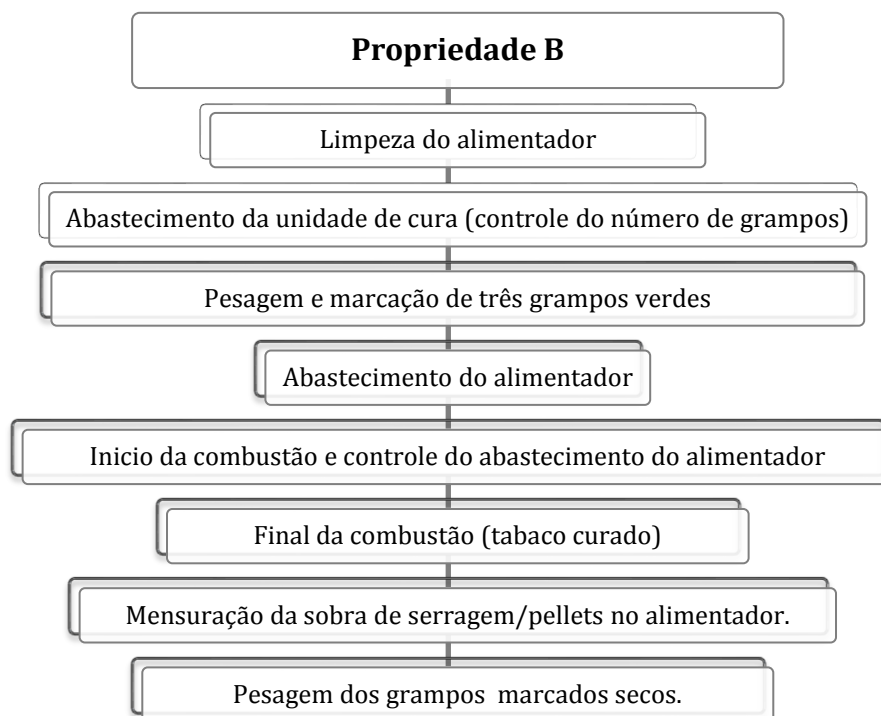 Propriedade B
Limpeza do alimentador
Abastecimento da unidade de cura (controle do número de grampos)
Pesagem e marcação de três grampos verdes
Abastecimento do alimentador
Inicio da combustão e controle do abastecimento do alimentador
Final da combustão (tabaco curado)
Mensuração da sobra de serragem/pellets no alimentador.
Pesagem dos grampos marcados secos.